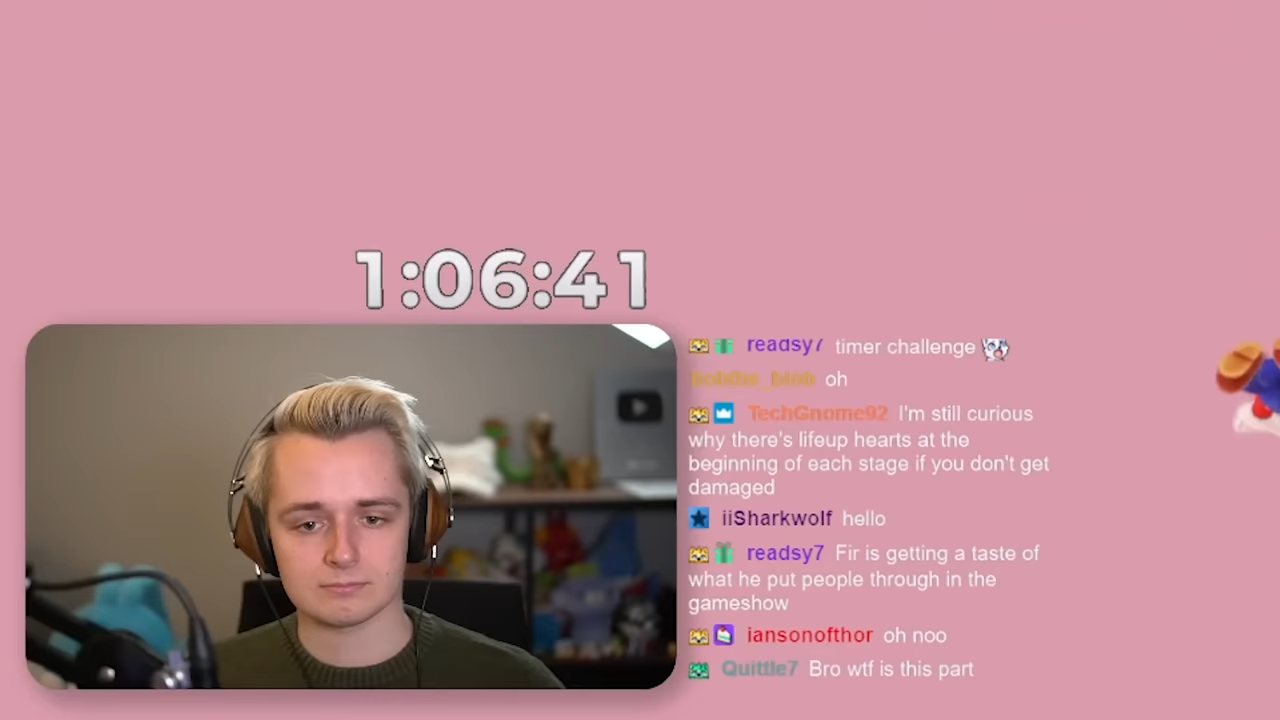 1:06:41
readsy7 timer challenge
bobthe_blob oh
TechGnome92 I'm still curious
why there's lifeup hearts at the
beginning of each stage if you don't get
damaged
iiSharkwolf hello
readsy7 Fir is getting a taste of
what he put people through in the
gameshow
iansonofthor oh noo
Quittle7 Bro wtf is this part